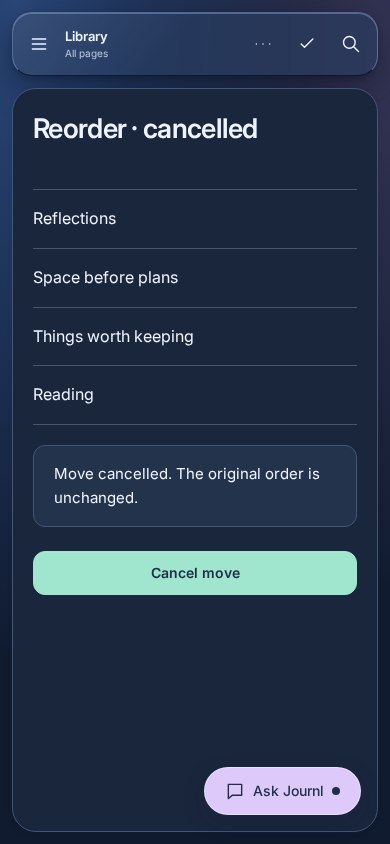 Library
All pages
Reorder · cancelled
Reflections
Space before plans
Things worth keeping
Reading
Move cancelled. The original order is
unchanged.
Cancel move
Ask Journl